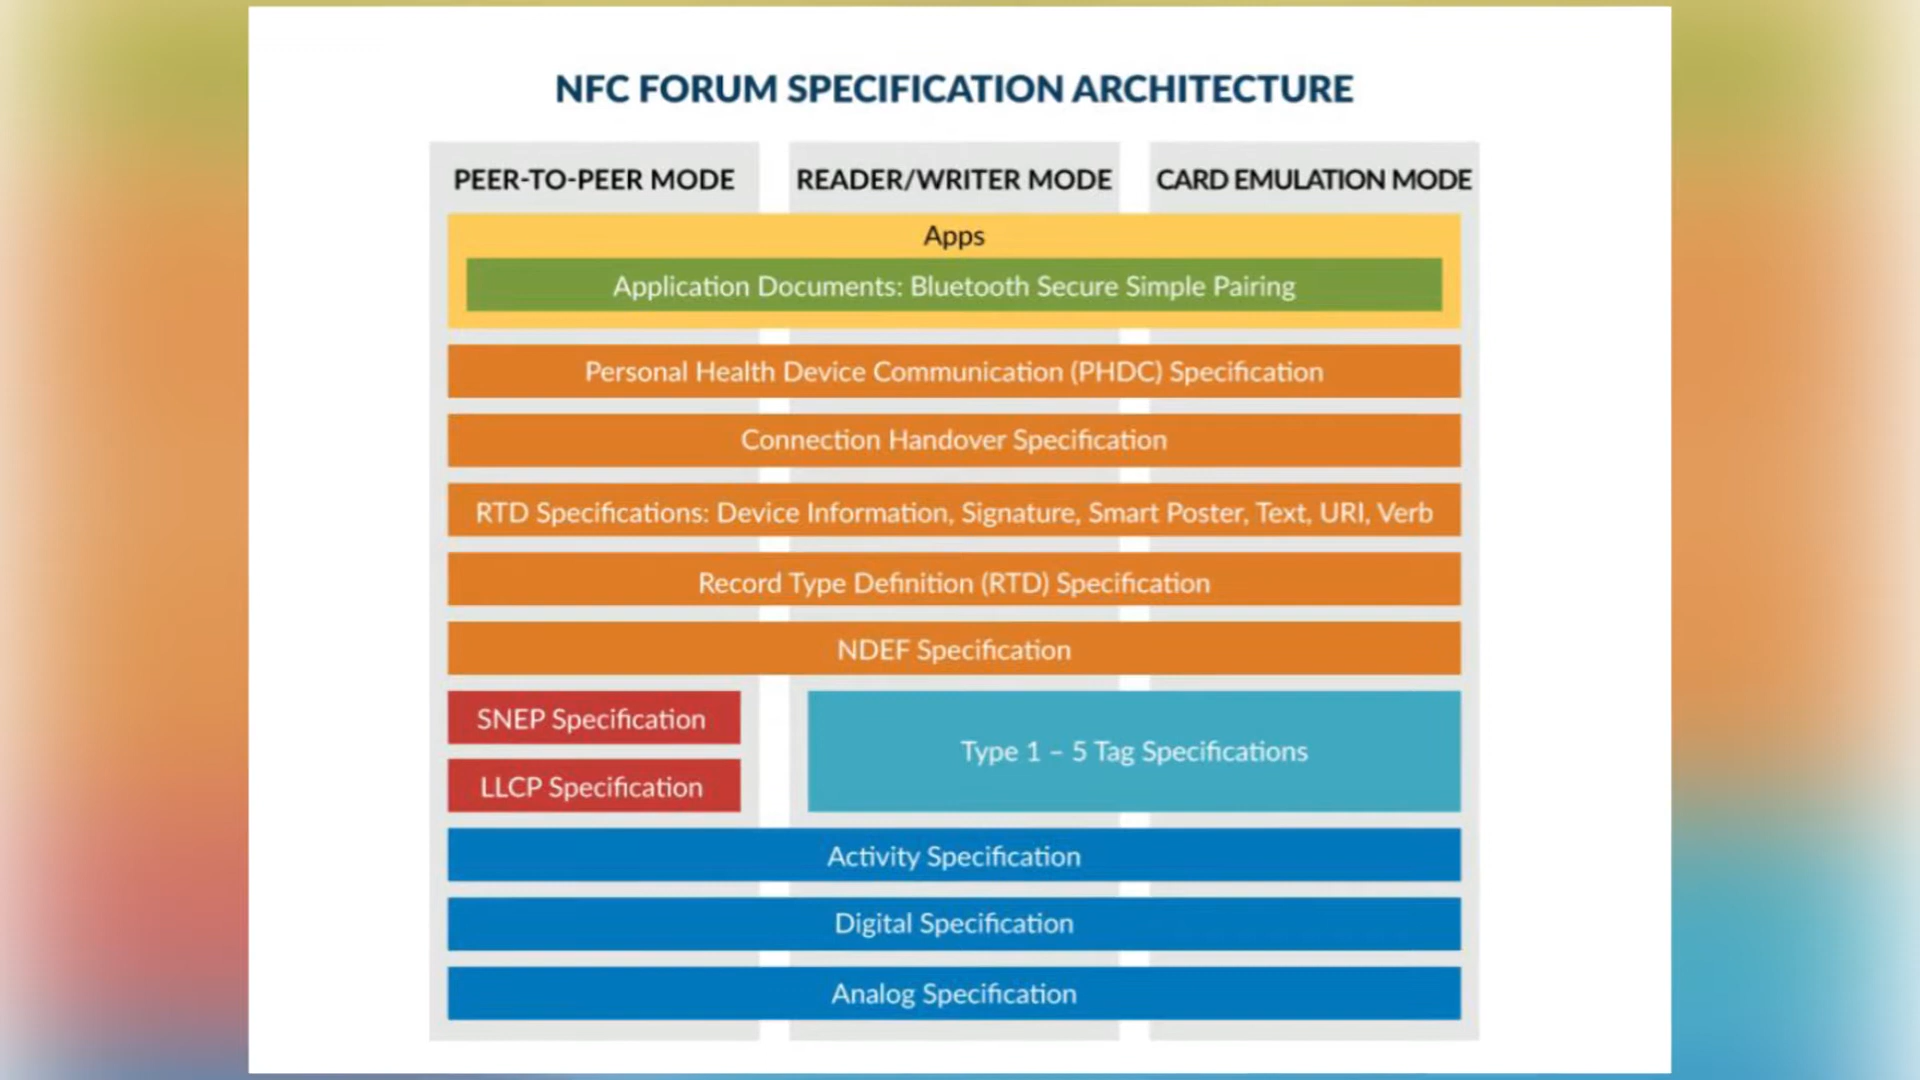 NFC FORUM SPECIFICATION ARCHITECTURE
PEER-TO-PEER MODE
READER/WRITER MODE
CARD EMULATION MODE
Apps
Application Documents: Bluetooth Secure Simple Pairing
Personal Health Device Communication (PHDC) Specification
Connection Handover Specification
RTD Specifications: Device Information, Signature, Smart Poster, Text, URI, Verb
Record Type Definition (RTD) Specification
NDEF Specification
SNEP Specification
LLCP Specification
Type 1 – 5 Tag Specifications
Activity Specification
Digital Specification
Analog Specification